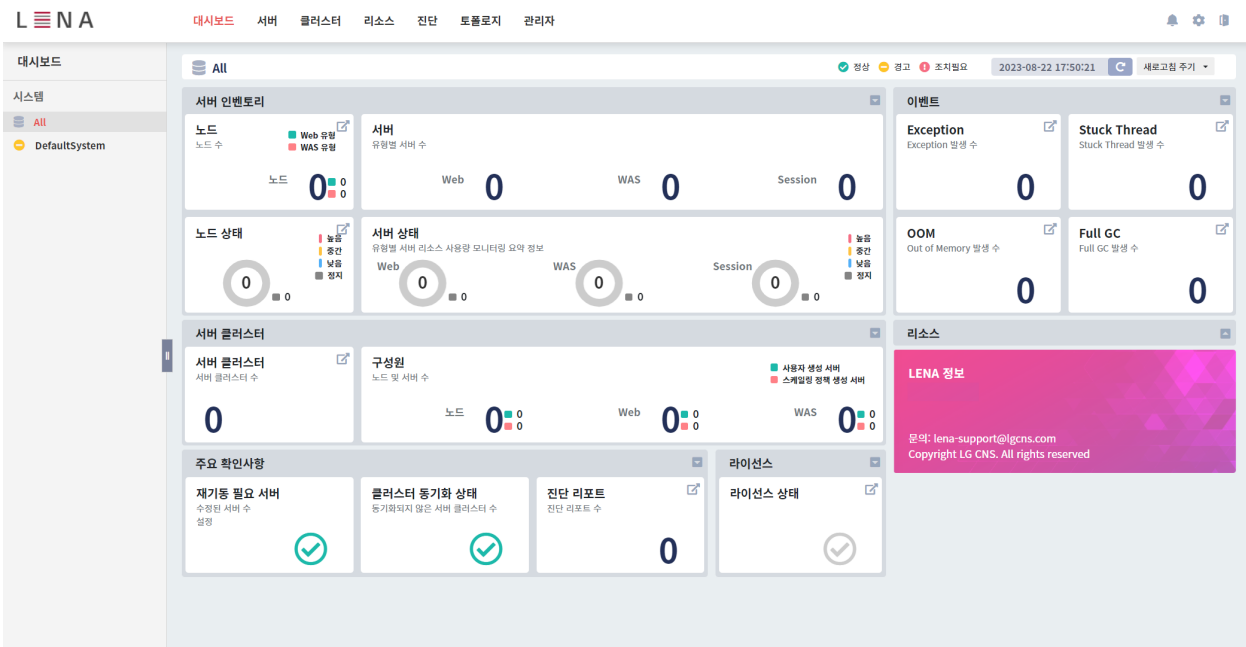 LENA
대시보드 서버 클러스터 리소스 진단 토폴로지 관리자
대시보드
시스템
All
DefaultSystem
All
정상 경고 조치필요 2023-08-22 17:50:21 새로고침 주기
서버 인벤토리
노드
노드 수
Web 유형
WAS 유형
노드 0 0
0
서버
유형별 서버 수
Web 0 WAS 0 Session 0
노드 상태
높음
중간
낮음
정지
0
0
서버 상태
유형별 서버 리소스 사용량 모니터링 요약 정보
높음
중간
낮음
정지
Web 0 0
WAS 0 0
Session 0 0
이벤트
Exception
Exception 발생 수
0
Stuck Thread
Stuck Thread 발생 수
0
OOM
Out of Memory 발생 수
0
Full GC
Full GC 발생 수
0
서버 클러스터
서버 클러스터
서버 클러스터 수
0
구성원
노드 및 서버 수
사용자 생성 서버
스케일링 정책 생성 서버
노드 0 0
0
Web 0 0
0
WAS 0 0
0
리소스
LENA 정보
문의: lena-support@lgcns.com
Copyright LG CNS. All rights reserved
주요 확인사항
재기동 필요 서버
수정된 서버 수
설정
클러스터 동기화 상태
동기화되지 않은 서버 클러스터 수
진단 리포트
진단 리포트 수
0
라이선스
라이선스 상태